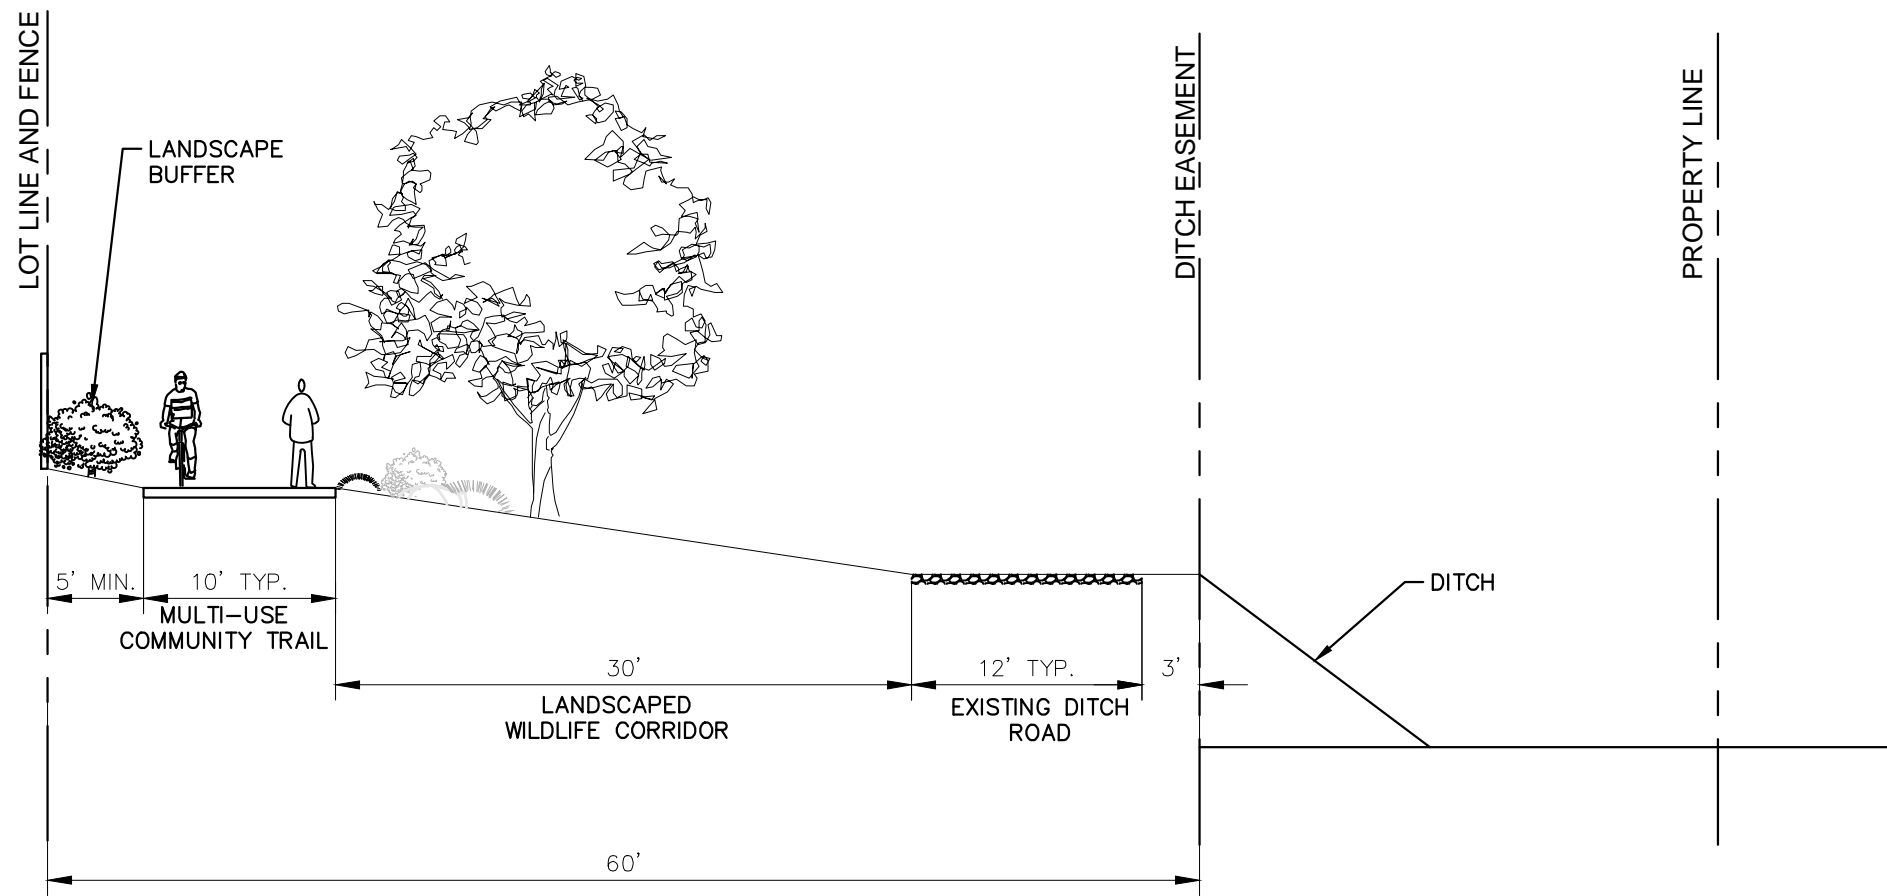 LOT LINE AND FENCE
LANDSCAPE
BUFFER
DITCH EASEMENT
PROPERTY LINE
5' MIN.
10' TYP.
MULTI-USE
COMMUNITY TRAIL
DITCH
30'
LANDSCAPED
WILDLIFE CORRIDOR
12' TYP.
EXISTING DITCH
ROAD
3'
60'